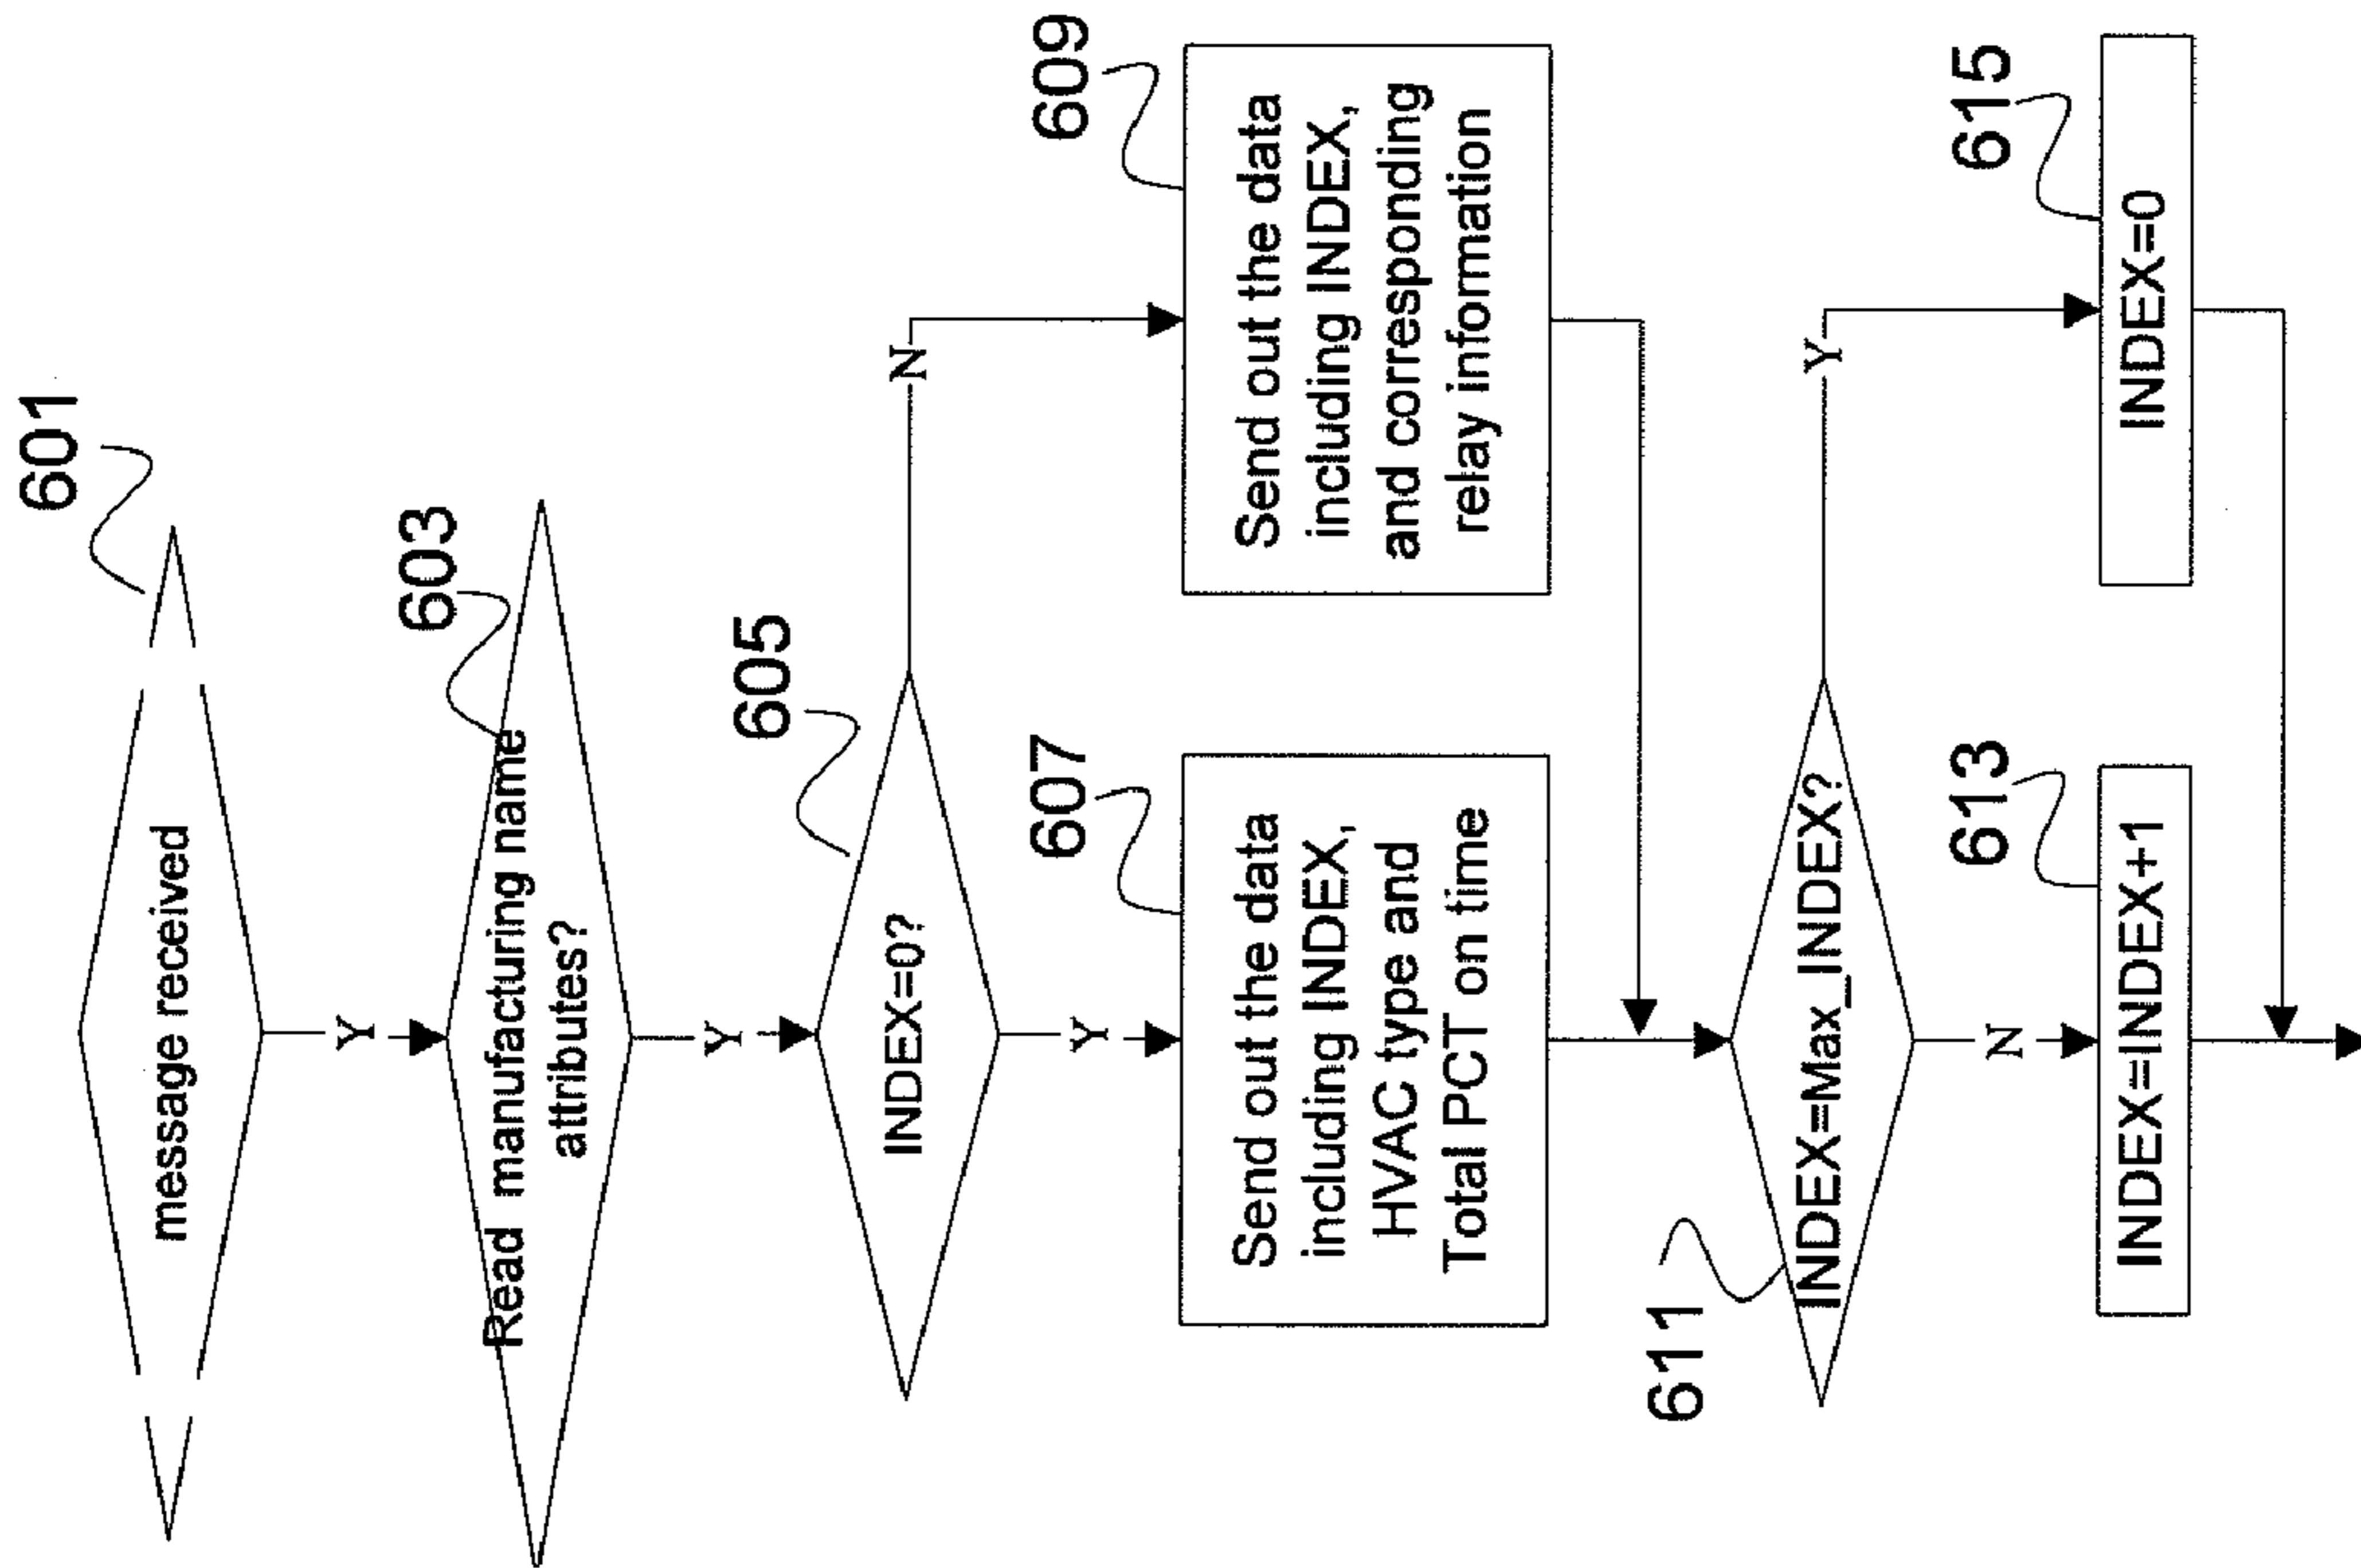 601
message received
Y
603
Read manufacturing name
attributes?
Y
605
INDEX=0?
N
Y
607
Send out the data
including INDEX,
HVAC type and
Total PCT on time
609
Send out the data
including INDEX,
and corresponding
relay information
611
INDEX=Max_INDEX?
Y
N
613
INDEX=INDEX+1
615
INDEX=0